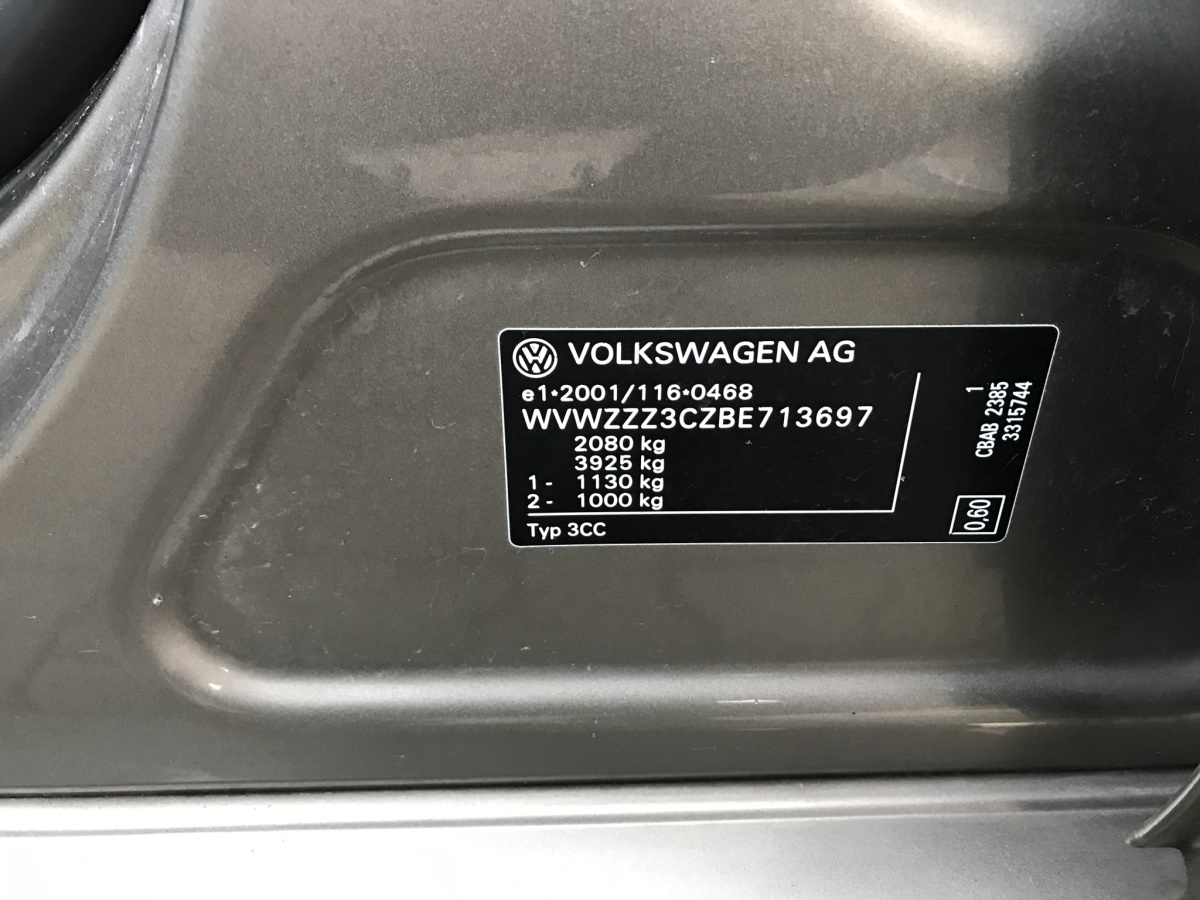 VOLKSWAGEN AG
e1*2001/116*0468
WVWZZZ3CZBE713697
2080 kg
3925 kg
1 - 1130 kg
2 - 1000 kg
Typ 3CC
1
CBAB 2385
3315744
0,60